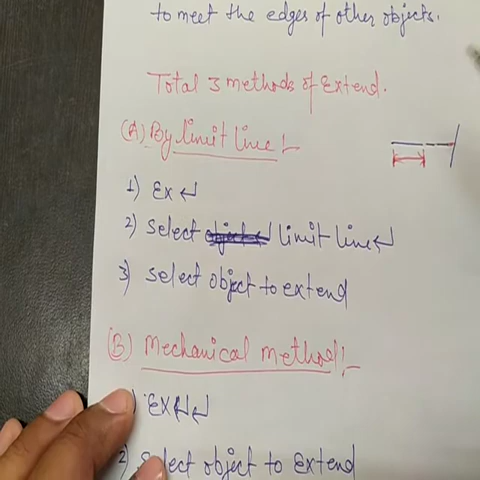 to meet the edges of other objects.
Total 3 methods of Extend.
(A) By limit line :-
1) EX ↵
2) Select limit line ↵
3) Select object to extend
(B) Mechanical method :-
) EX ↵ ↵
2) Select object to Extend